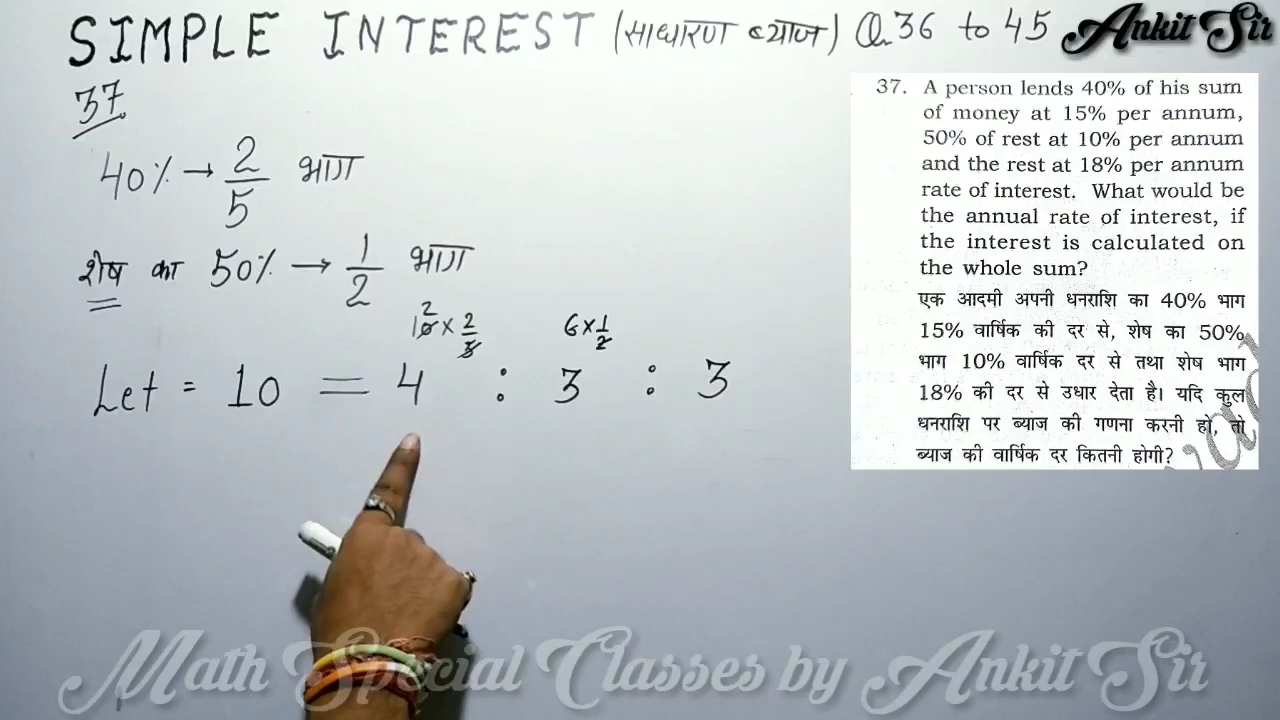 SIMPLE INTEREST (साधारण व्याज) Q.36 to 45
Ankit Sir
37
40% → 2/5 भाग
शेष का 50% → 1/2 भाग
10 2 × 2/5 6 × 1/2
Let = 10 = 4 : 3 : 3
37. A person lends 40% of his sum
of money at 15% per annum,
50% of rest at 10% per annum
and the rest at 18% per annum
rate of interest. What would be
the annual rate of interest, if
the interest is calculated on
the whole sum?
एक आदमी अपनी धनराशि का 40% भाग
15% वार्षिक की दर से, शेष का 50%
भाग 10% वार्षिक दर से तथा शेष भाग
18% की दर से उधार देता है। यदि कुल
धनराशि पर ब्याज की गणना करनी हो, तो
ब्याज की वार्षिक दर कितनी होगी?
Math Special Classes by Ankit Sir